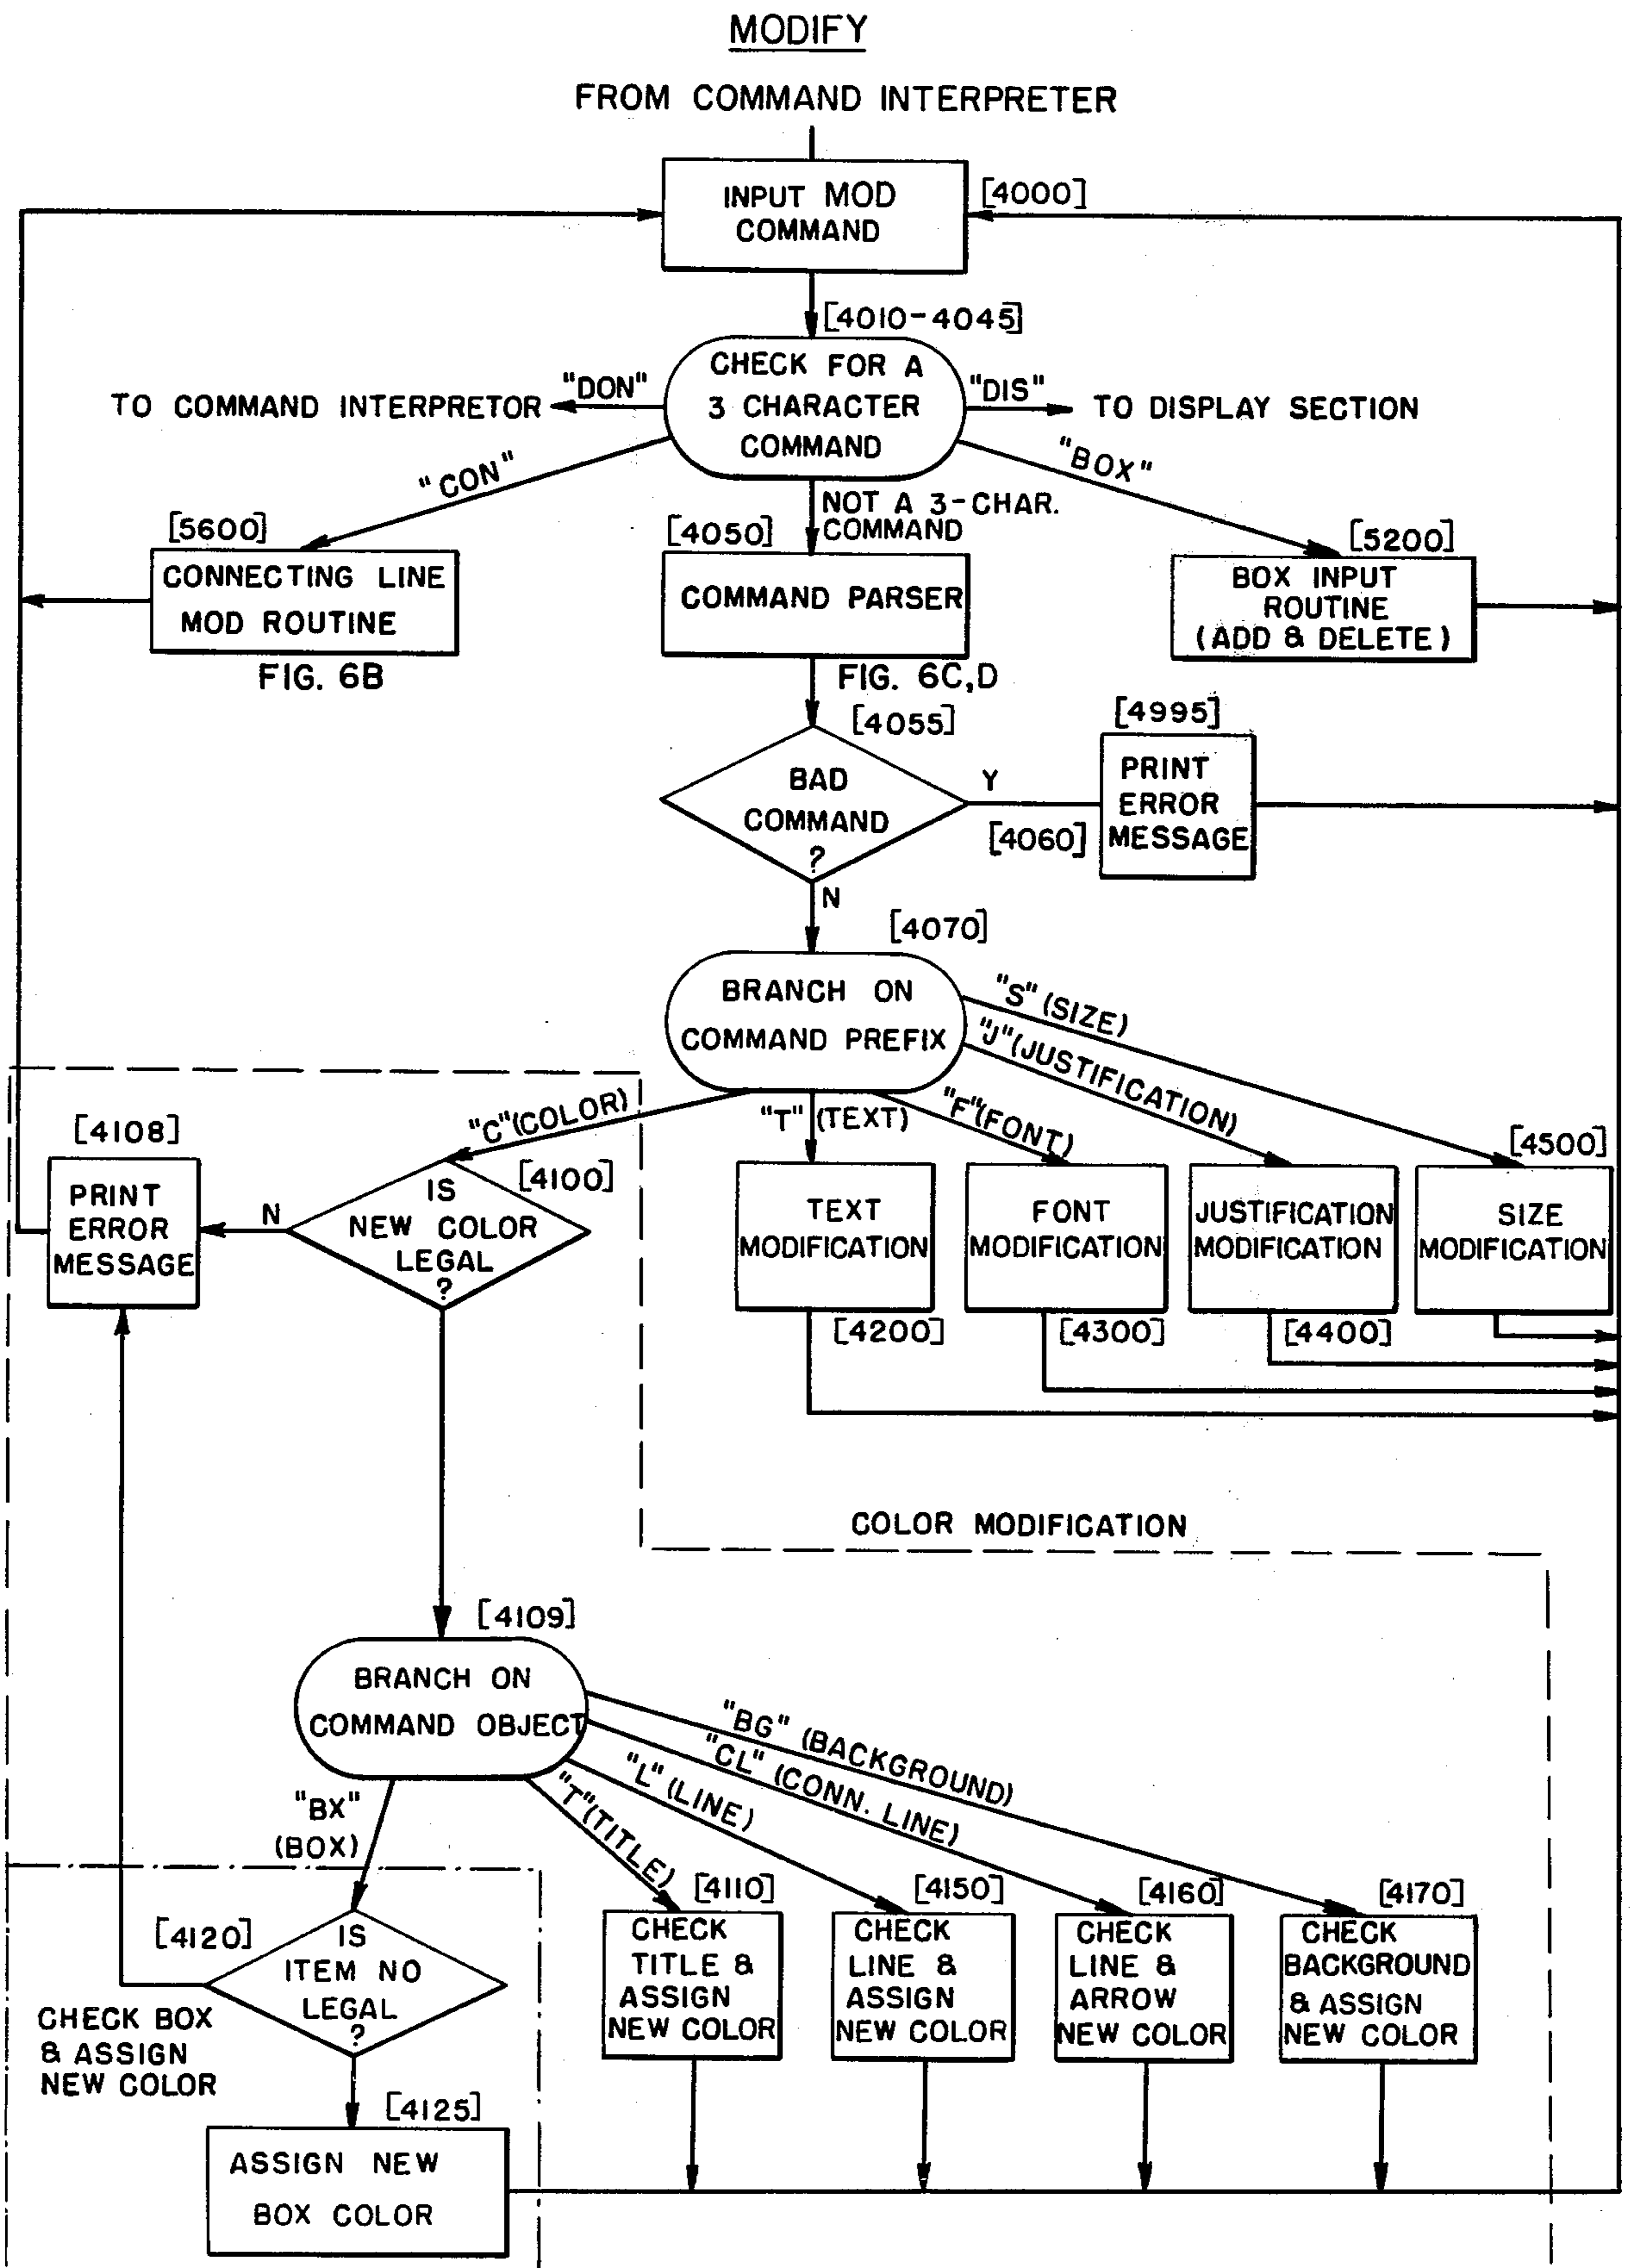 MODIFY
FROM COMMAND INTERPRETER
INPUT MOD
COMMAND
[4000]
[4010-4045]
CHECK FOR A
3 CHARACTER
COMMAND
"DON"
TO COMMAND INTERPRETOR
"DIS"
TO DISPLAY SECTION
"CON"
"BOX"
NOT A 3-CHAR.
COMMAND
[5600]
CONNECTING LINE
MOD ROUTINE
FIG. 6B
[4050]
COMMAND PARSER
FIG. 6C,D
[5200]
BOX INPUT
ROUTINE
(ADD & DELETE)
[4055]
BAD
COMMAND
?
Y
[4060]
[4995]
PRINT
ERROR
MESSAGE
N
[4070]
BRANCH ON
COMMAND PREFIX
"S" (SIZE)
"J" (JUSTIFICATION)
"F" (FONT)
"T" (TEXT)
"C" (COLOR)
[4108]
PRINT
ERROR
MESSAGE
N
[4100]
IS
NEW COLOR
LEGAL
?
TEXT
MODIFICATION
[4200]
FONT
MODIFICATION
[4300]
JUSTIFICATION
MODIFICATION
[4400]
[4500]
SIZE
MODIFICATION
COLOR MODIFICATION
[4109]
BRANCH ON
COMMAND OBJECT
"BG" (BACKGROUND)
"CL" (CONN. LINE)
"L" (LINE)
"T" (TITLE)
"BX"
(BOX)
[4120]
IS
ITEM NO
LEGAL
?
CHECK BOX
& ASSIGN
NEW COLOR
[4110]
CHECK
TITLE &
ASSIGN
NEW COLOR
[4150]
CHECK
LINE &
ASSIGN
NEW COLOR
[4160]
CHECK
LINE &
ARROW
NEW COLOR
[4170]
CHECK
BACKGROUND
& ASSIGN
NEW COLOR
[4125]
ASSIGN NEW
BOX COLOR